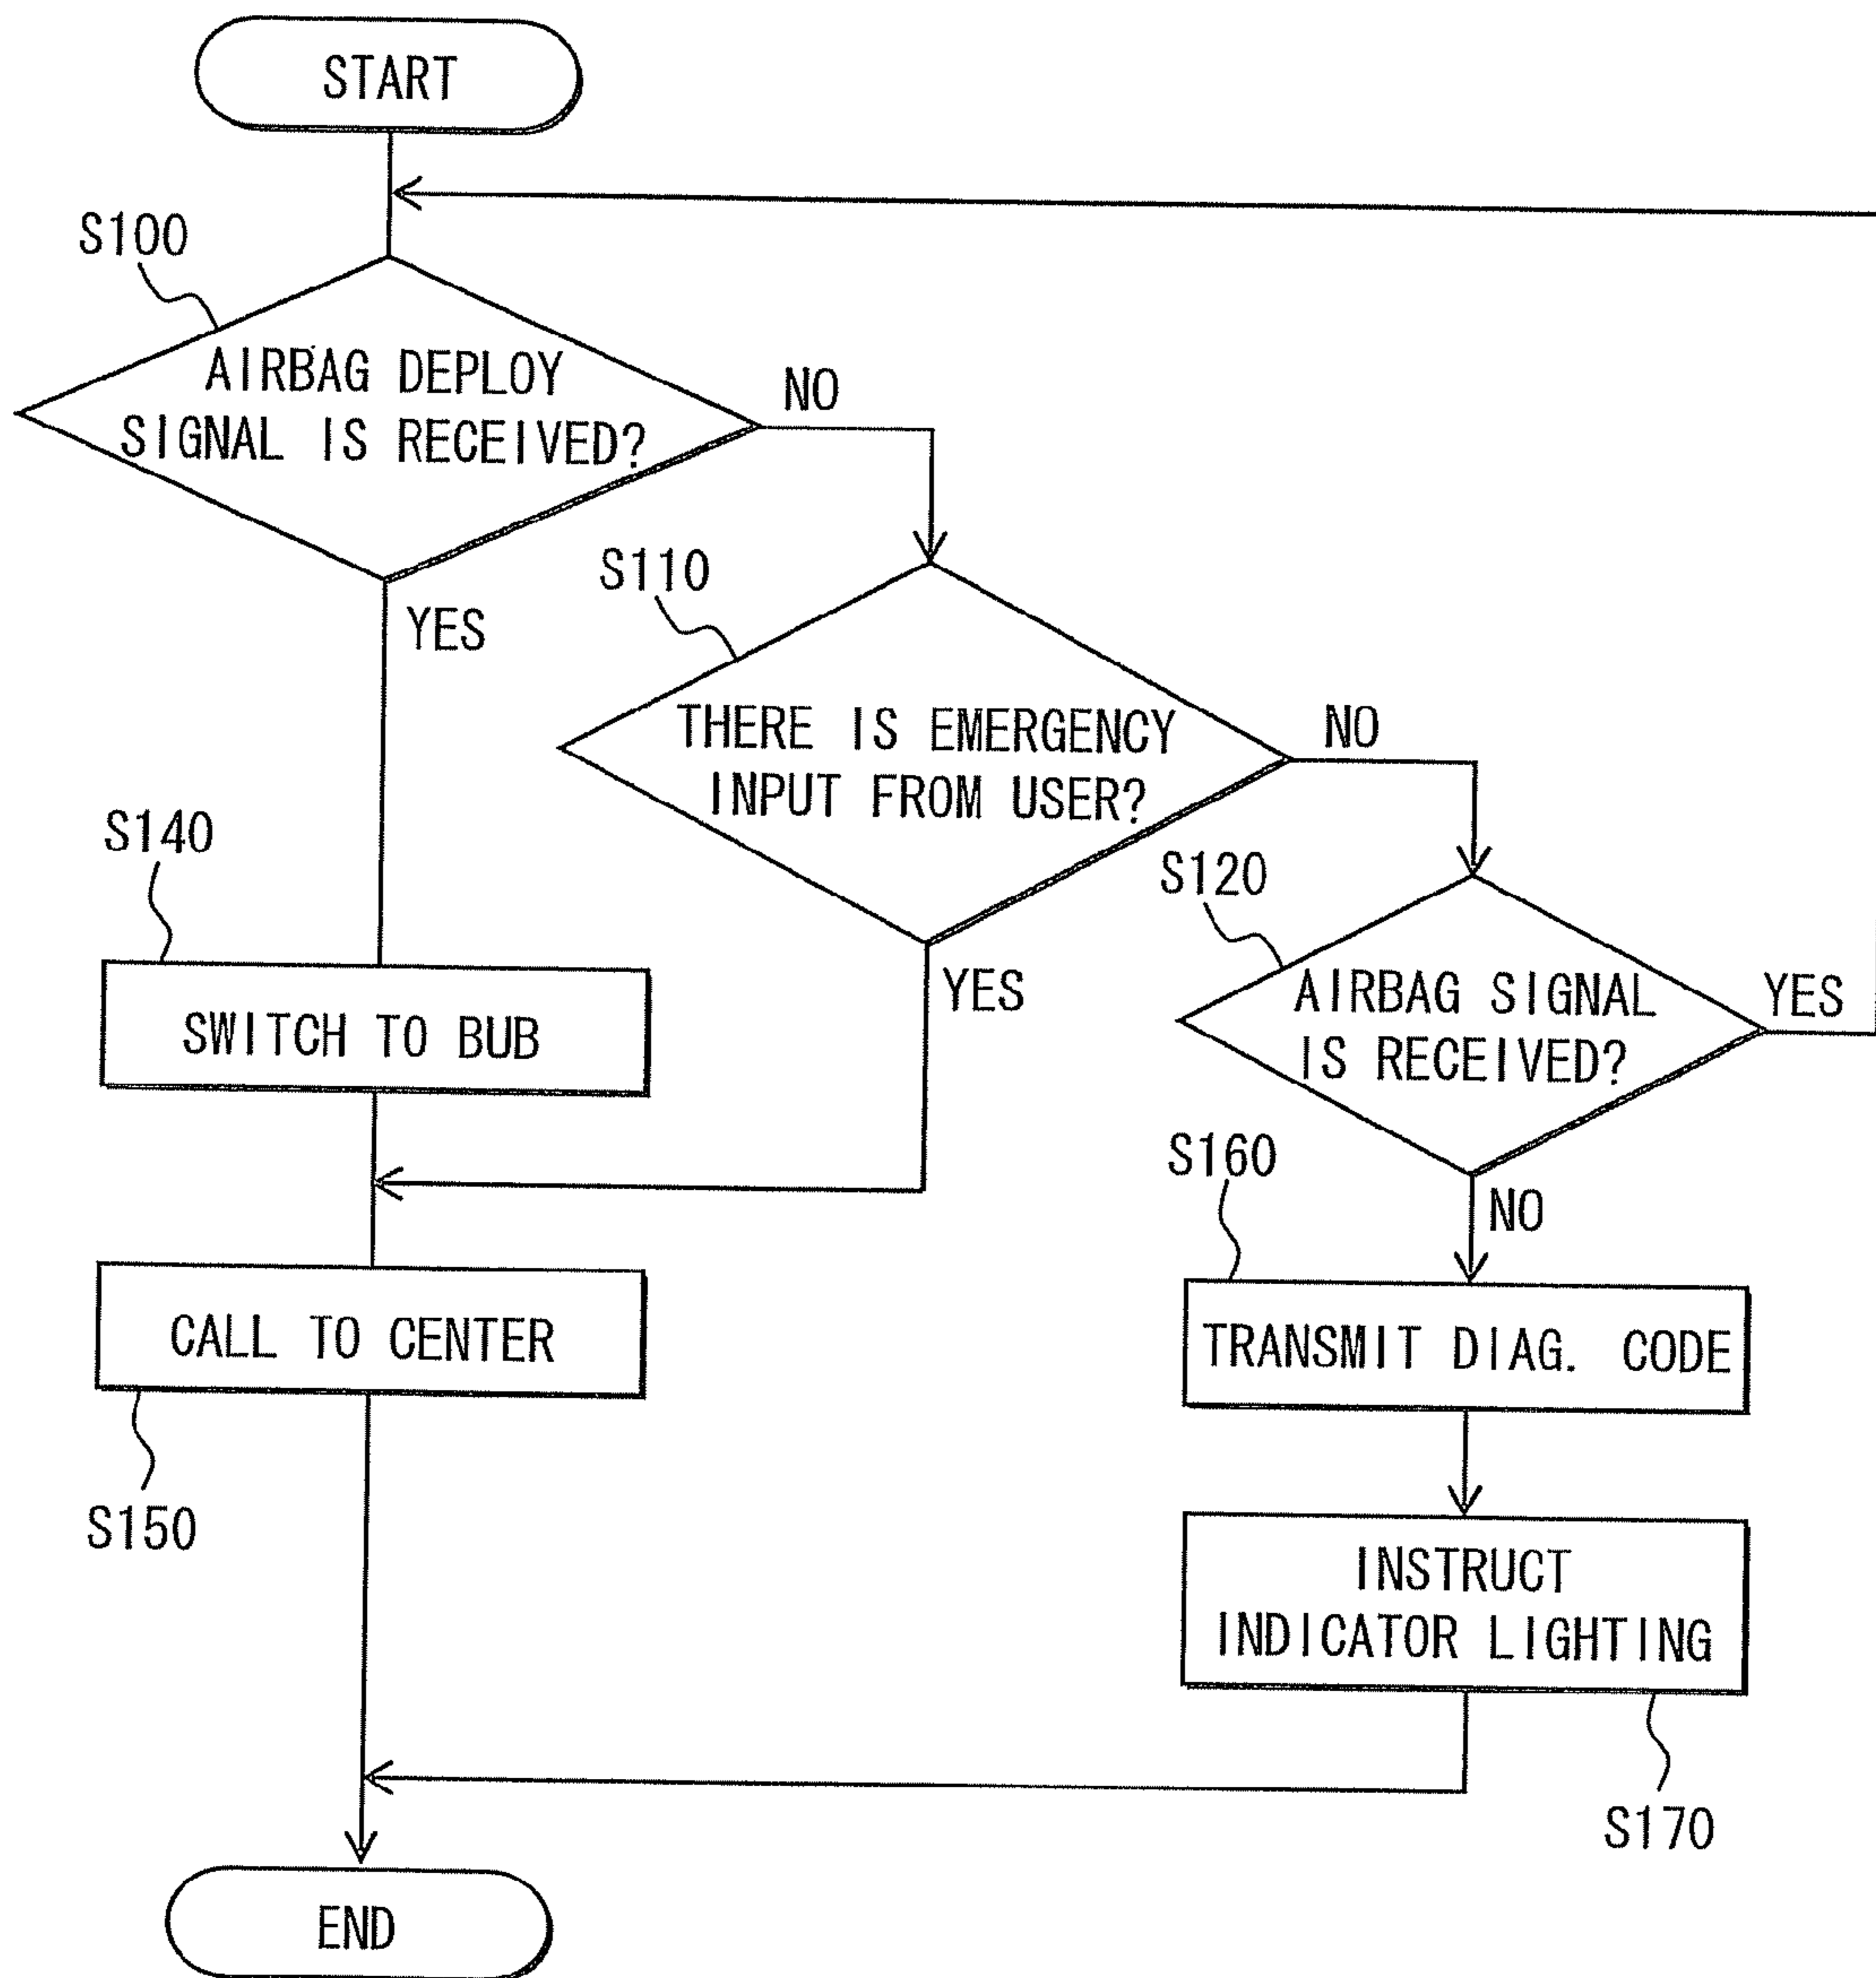 START
S100
AIRBAG DEPLOY
SIGNAL IS RECEIVED?
NO
YES
S110
THERE IS EMERGENCY
INPUT FROM USER?
NO
YES
S120
AIRBAG SIGNAL
IS RECEIVED?
YES
NO
S140
SWITCH TO BUB
S150
CALL TO CENTER
S160
TRANSMIT DIAG. CODE
INSTRUCT
INDICATOR LIGHTING
S170
END